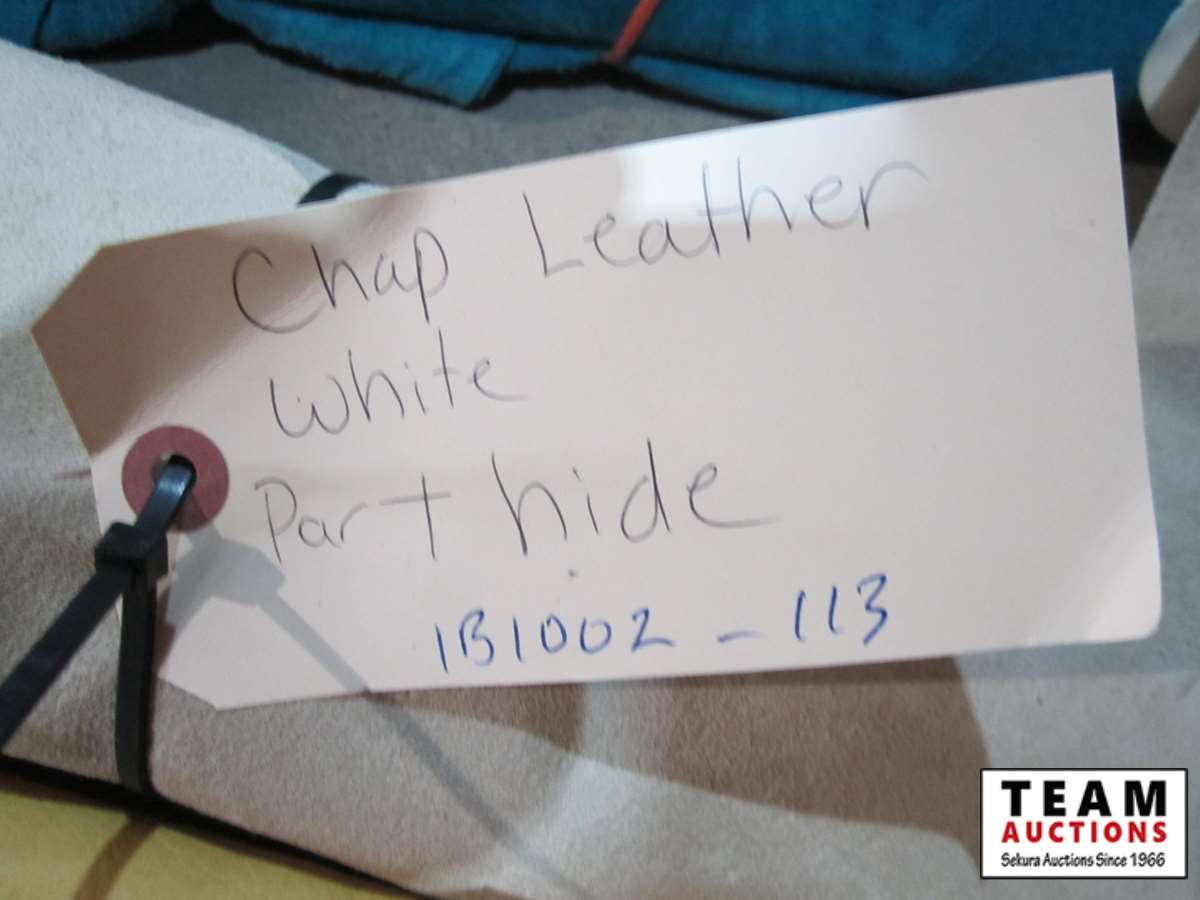 Chap Leather
White
Part hide
1B1002 - 113
TEAM
AUCTIONS
Sekura Auctions Since 1966